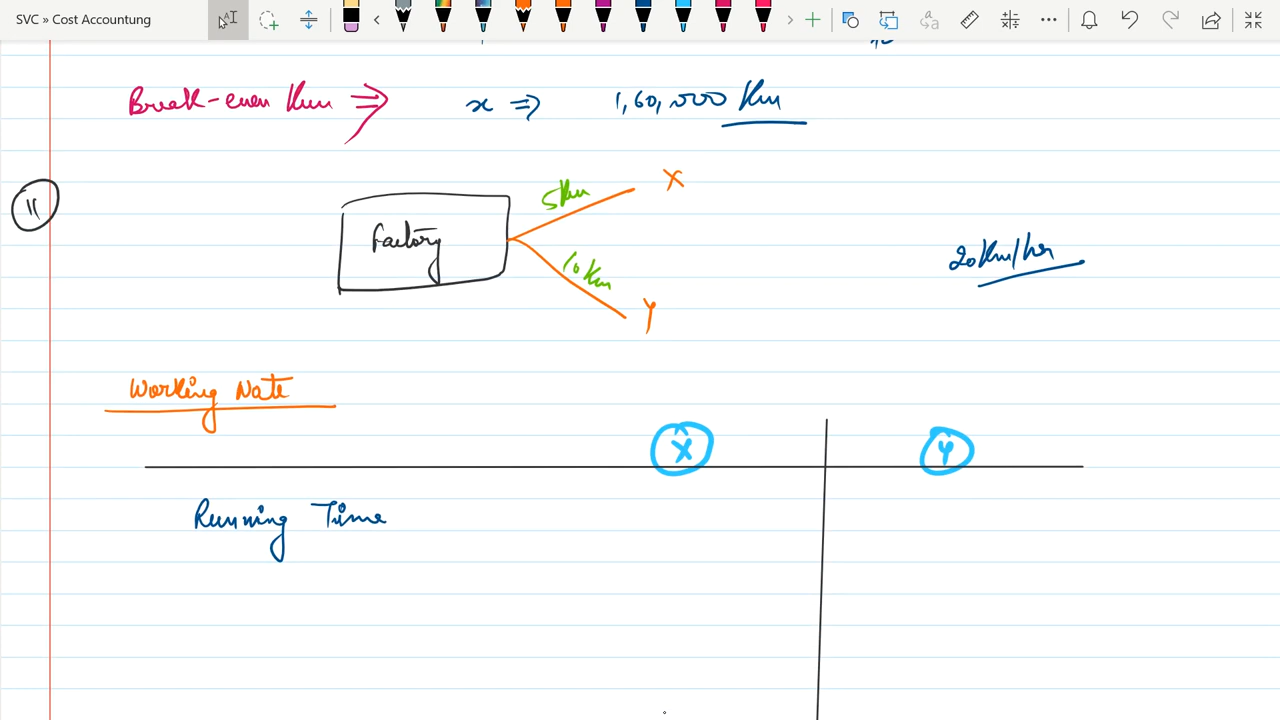 SVC » Cost Accountung
Break-even Km ⇒ x ⇒ 1,60,000 Km
11
Factory
5km
X
10km
Y
20km/hr
Working Note
X
Y
Running Time